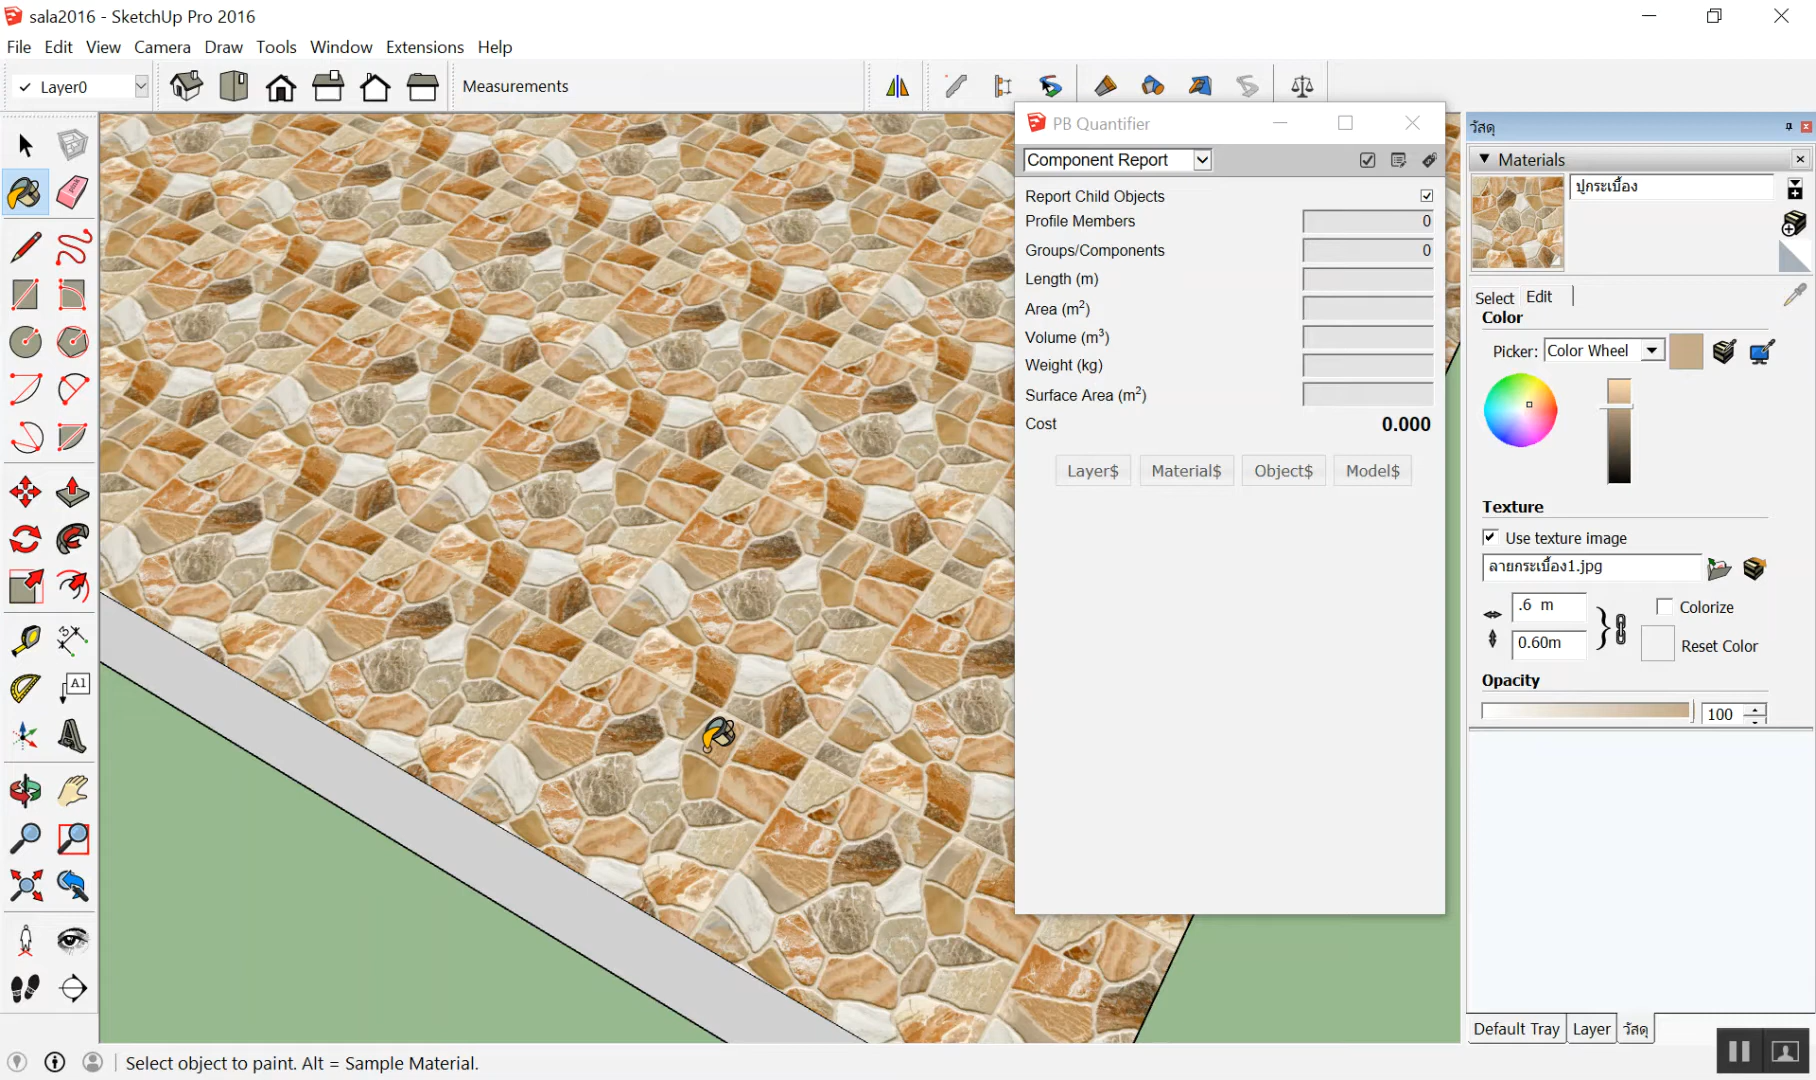 sala2016 - SketchUp Pro 2016
File Edit View Camera Draw Tools Window Extensions Help
Layer0
Measurements
PB Quantifier
Component Report
Report Child Objects
Profile Members 0
Groups/Components 0
Length (m)
Area (m²)
Volume (m³)
Weight (kg)
Surface Area (m²)
Cost 0.000
Layer$ Material$ Object$ Model$
วัสดุ
Materials
ปูกระเบื้อง
Select Edit
Color
Picker: Color Wheel
Texture
Use texture image
ลายกระเบื้อง1.jpg
.6 m
Colorize
0.60m
Reset Color
Opacity
100
A1
Default Tray Layer วัสดุ
Select object to paint. Alt = Sample Material.